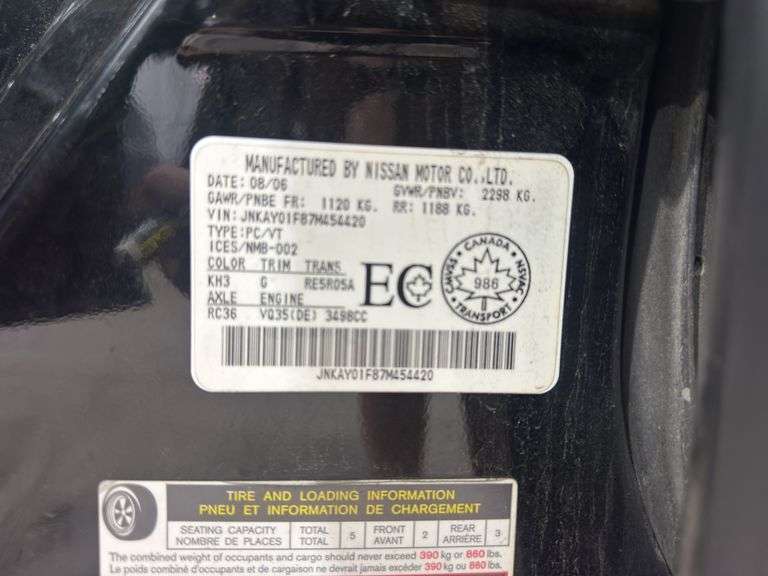 MANUFACTURED BY NISSAN MOTOR CO.,LTD.
DATE: 08/06 GVWR/PNBV: 2298 KG.
GAWR/PNBE FR: 1120 KG. RR: 1188 KG.
VIN: JNKAY01F87M454420
TYPE: PC/VT
ICES/NMB-002
COLOR TRIM TRANS
KH3 G RE5R05A
AXLE ENGINE
RC36 VQ35(DE) 3498CC
EC
CANADA
CMVSS NSVAC
986
TRANSPORT
JNKAY01F87M454420
TIRE AND LOADING INFORMATION
PNEU ET INFORMATION DE CHARGEMENT
SEATING CAPACITY TOTAL 5 FRONT 2 REAR 3
NOMBRE DE PLACES TOTAL AVANT ARRIÈRE
The combined weight of occupants and cargo should never exceed 390 kg or 860 lbs.
Le poids combiné d'occupants et de cargaison ne devrait jamais excéder 390 kg ou 860 lbs.